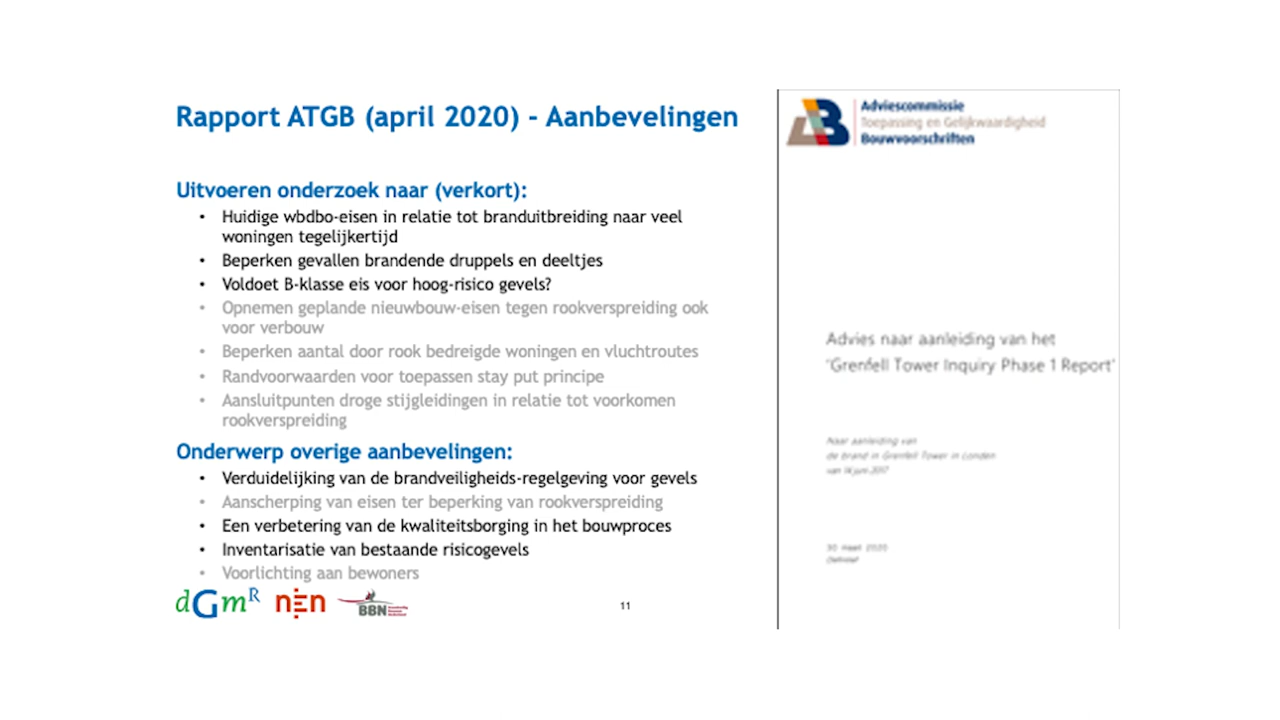 Rapport ATGB (april 2020) - Aanbevelingen
Uitvoeren onderzoek naar (verkort):
• Huidige wbdbo-eisen in relatie tot branduitbreiding naar veel
woningen tegelijkertijd
• Beperken gevallen brandende druppels en deeltjes
• Voldoet B-klasse eis voor hoog-risico gevels?
• Opnemen geplande nieuwbouw-eisen tegen rookverspreiding ook
voor verbouw
• Beperken aantal door rook bedreigde woningen en vluchtroutes
• Randvoorwaarden voor toepassen stay put principe
• Aansluitpunten droge stijgleidingen in relatie tot voorkomen
rookverspreiding
Onderwerp overige aanbevelingen:
• Verduidelijking van de brandveiligheids-regelgeving voor gevels
• Aanscherping van eisen ter beperking van rookverspreiding
• Een verbetering van de kwaliteitsborging in het bouwproces
• Inventarisatie van bestaande risicogevels
• Voorlichting aan bewoners
dGmR nen BBN
11
Adviescommissie
Toepassing en Gelijkwaardigheid
Bouwvoorschriften
Advies naar aanleiding van het
'Grenfell Tower Inquiry Phase 1 Report'
Naar aanleiding van
de brand in Grenfell Tower in Londen
van 14 juni 2017
30 maart 2020
Definitief